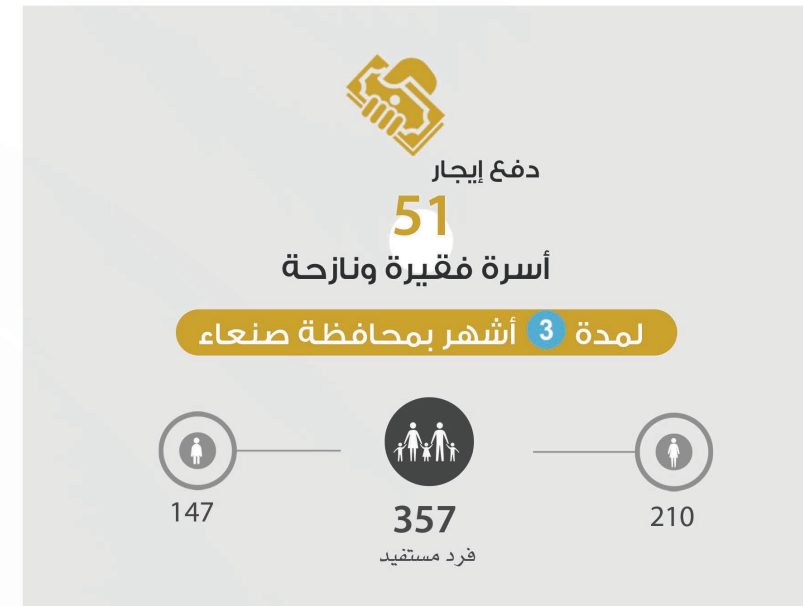 دفع إيجار
51
أسرة فقيرة ونازحة
لمدة 3 أشهر بمحافظة صنعاء
210
357
فرد مستفيد
147